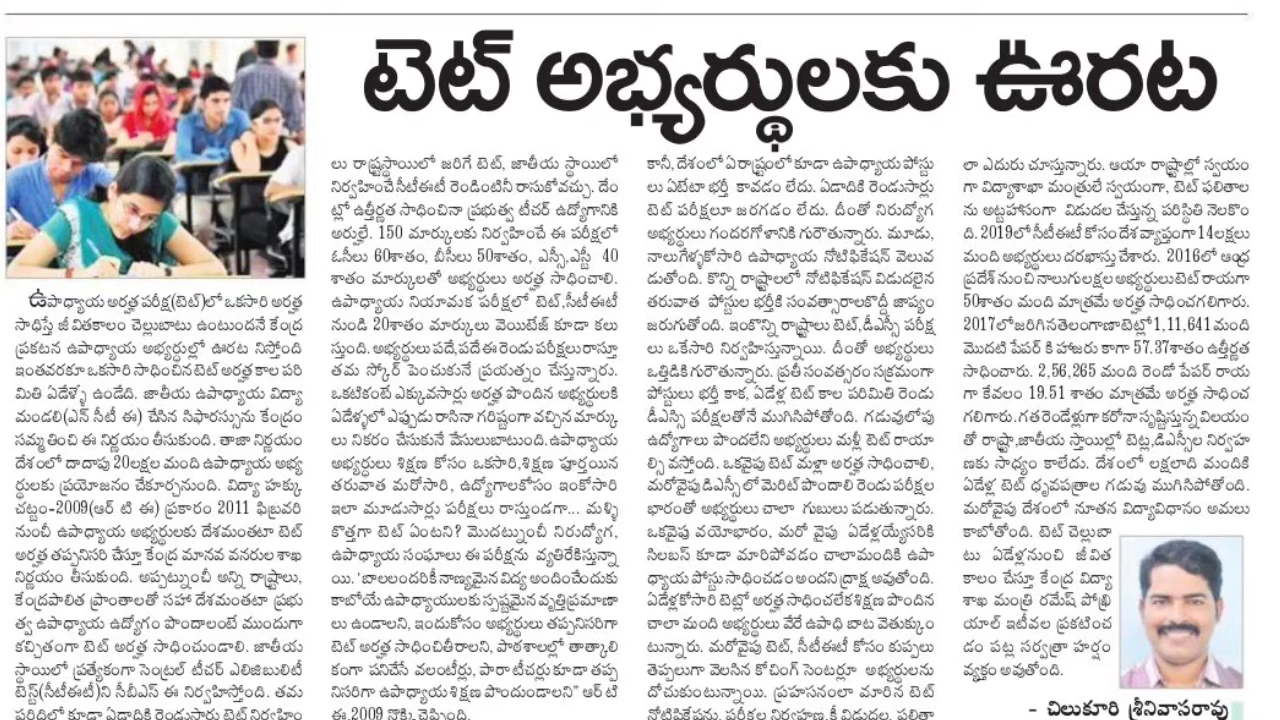 టెట్ అభ్యర్థులకు ఊరట
ఉపాధ్యాయ అర్హత పరీక్ష(టెట్)లో ఒకసారి అర్హత
సాధిస్తే జీవితకాలం చెల్లుబాటు ఉంటుందనే కేంద్ర
ప్రకటన ఉపాధ్యాయ అభ్యర్థుల్లో ఊరట నిస్తోంది
ఇంతవరకూ ఒకసారి సాధించిన టెట్ అర్హత కాల పరి
మితి ఏడేళ్ళే ఉండేది. జాతీయ ఉపాధ్యాయ విద్యా
మండలి(ఎన్ సీటీ ఈ) చేసిన సిఫారస్సును కేంద్రం
సమ్మతించి ఈ నిర్ణయం తీసుకుంది. తాజా నిర్ణయం
దేశంలో దాదాపు 20లక్షల మంది ఉపాధ్యాయ అభ్య
ర్థులకు ప్రయోజనం చేకూర్చనుంది. విద్యా హక్కు
చట్టం-2009(ఆర్ టి ఈ) ప్రకారం 2011 ఫిబ్రవరి
నుంచీ ఉపాధ్యాయ అభ్యర్థులకు దేశమంతటా టెట్
అర్హత తప్పనిసరి చేస్తూ కేంద్ర మానవ వనరుల శాఖ
నిర్ణయం తీసుకుంది. అప్పట్నుంచీ అన్ని రాష్ట్రాలు,
కేంద్రపాలిత ప్రాంతాలతో సహా దేశమంతటా ప్రభు
త్వ ఉపాధ్యాయ ఉద్యోగం పొందాలంటే ముందుగా
కచ్చితంగా టెట్ అర్హత సాధించుండాలి. జాతీయ
స్థాయిలో ప్రత్యేకంగా సెంట్రల్ టీచర్ ఎలిజిబులిటీ
టెస్ట్(సీటీఈటీ)ని సీబీఎస్ ఈ నిర్వహిస్తోంది. తమ
పరిధిలో కూడా ఏడాదికి రెండుసార్లు టెట్ నిర్వహిం
లు రాష్ట్రస్థాయిలో జరిగే టెట్, జాతీయ స్థాయిలో
నిర్వహించే సీటీఈటీ రెండింటినీ రాసుకోవచ్చు. దేం
ట్లో ఉత్తీర్ణత సాధించినా ప్రభుత్వ టీచర్ ఉద్యోగానికి
అర్హులే. 150 మార్కులకు నిర్వహించే ఈ పరీక్షలో
ఓసీలు 60శాతం, బీసీలు 50శాతం, ఎస్సీ,ఎస్టీ 40
శాతం మార్కులతో అభ్యర్థులు అర్హత సాధించాలి.
ఉపాధ్యాయ నియామక పరీక్షలో టెట్,సీటీఈటీ
నుండి 20శాతం మార్కులు వెయిటేజ్ కూడా కలు
స్తుంది. అభ్యర్థులు పదే,పదే ఈ రెండు పరీక్షలు రాస్తూ
తమ స్కోర్ పెంచుకునే ప్రయత్నం చేస్తున్నారు.
ఒకటికంటే ఎక్కువసార్లు అర్హత పొందిన అభ్యర్థులకి
ఏడేళ్ళలో ఎప్పుడు రాసినా గరిష్టంగా వచ్చిన మార్కు
లు నికరం చేసుకునే వేసులుబాటుంది.ఉపాధ్యాయ
అభ్యర్ధులు శిక్షణ కోసం ఒకసారి,శిక్షణ పూర్తయిన
తరువాత మరోసారి, ఉద్యోగాలకోసం ఇంకోసారి
ఇలా మూడుసార్లు పరీక్షలు రాస్తుండగా... మళ్ళి
కొత్తగా టెట్ ఏంటని? మొదట్నుంచీ నిరుద్యోగ,
ఉపాధ్యాయ సంఘాలు ఈ పరీక్షను వ్యతిరేకిస్తున్నా
యి. 'బాలలందరికీ నాణ్యమైన విద్య అందించేందుకు
కాబోయే ఉపాధ్యాయులకు స్పష్టమైన వృత్తిప్రమాణా
లు ఉండాలని, ఇందుకోసం అభ్యర్థులు తప్పనిసరిగా
టెట్ అర్హత సాధించితీరాలని, పాఠశాలల్లో తాత్కాలి
కంగా పనిచేసే వలంటీర్లు, పారా టీచర్లు కూడా తప్ప
నిసరిగా ఉపాధ్యాయ శిక్షణ పొందుండాలని" ఆర్ టి
ఈ,2009 నొక్కి చెప్పింది.
కానీ, దేశంలో ఏ రాష్ట్రంలో కూడా ఉపాధ్యాయ పోస్టు
లు ఏటేటా భర్తీ కావడం లేదు. ఏడాదికి రెండుసార్లు
టెట్ పరీక్షలూ జరగడం లేదు. దీంతో నిరుద్యోగ
అభ్యర్థులు గందరగోళానికి గురౌతున్నారు. మూడు,
నాలుగేళ్ళకోసారి ఉపాధ్యాయ నోటిఫికేషన్ వెలువ
డుతోంది. కొన్ని రాష్ట్రాలలో నోటిఫికేషన్ విడుదలైన
తరువాత పోస్టుల భర్తీకి సంవత్సారాలకొద్దీ జాప్యం
జరుగుతోంది. ఇంకొన్ని రాష్ట్రాలు టెట్,డీఎస్సీ పరీక్ష
లు ఒకేసారి నిర్వహిస్తున్నాయి. దీంతో అభ్యర్థులు
ఒత్తిడికి గురౌతున్నారు. ప్రతీ సంవత్సరం సక్రమంగా
పోస్టులు భర్తీ కాక, ఏడేళ్ల టెట్ కాల పరిమితి రెండు
డీఎస్సి పరీక్షలతోనే ముగిసిపోతోంది. గడువులోపు
ఉద్యోగాలు పొందలేని అభ్యర్థులు మళ్లీ టెట్ రాయా
ల్సి వస్తోంది. ఒకవైపు టెట్ మళ్లా అర్హత సాధించాలి,
మరోవైపు డిఎస్సీలో మెరిట్ పొందాలి రెండు పరీక్షల
భారంతో అభ్యర్థులు చాలా గుబులు పడుతున్నారు.
ఒకవైపు వయోభారం, మరో వైపు ఏడేళ్లయ్యేసరికి
సిలబస్ కూడా మారిపోవడం చాలామందికి ఉపా
ధ్యాయ పోస్టు సాధించడం అందని ద్రాక్ష అవుతోంది.
ఏడేళ్లకోసారి టెట్లో అర్హత సాధించలేక శిక్షణ పొందిన
చాలా మంది అభ్యర్థులు వేరే ఉపాధి బాట వెతుక్కుం
టున్నారు. మరోవైపు టెట్, సీటీఈటీ కోసం కుప్పలు
తెప్పలుగా వెలసిన కోచింగ్ సెంటర్లూ అభ్యర్థులను
దోచుకుంటున్నాయి. ప్రహసనంలా మారిన టెట్
నోటిఫికేషను, పరీక్షల నిర్వహణ,కీ విడుదల, ఫలితా
లా ఎదురు చూస్తున్నారు. ఆయా రాష్ట్రాల్లో స్వయం
గా విద్యాశాఖా మంత్రులే స్వయంగా, టెట్ ఫలితాల
ను అట్టహాసంగా విడుదల చేస్తున్న పరిస్థితి నెలకొం
ది. 2019లో సీటీఈటీ కోసం దేశవ్యాప్తంగా 14లక్షలు
మంది అభ్యర్థులు దరఖాస్తు చేశారు. 2016లో ఆంధ్ర
ప్రదేశ్ నుంచి నాలుగులక్షల అభ్యర్థులు టెట్ రాయగా
50శాతం మంది మాత్రమే అర్హత సాధించగలిగారు.
2017లో జరిగిన తెలంగాణా టెట్లో 1,11,641 మంది
మొదటి పేపర్ కి హాజరు కాగా 57.37శాతం ఉత్తీర్ణత
సాధించారు. 2,56,265 మంది రెండో పేపర్ రాయ
గా కేవలం 19.51 శాతం మాత్రమే అర్హత సాధించ
గలిగారు. గత రెండేళ్లుగా కరోనా సృష్టిస్తున్న విలయం
తో రాష్ట్రా,జాతీయ స్తాయిల్లో టెట్ల,డిఎస్సీల నిర్వహ
ణకు సాద్యం కాలేదు. దేశంలో లక్షలాది మందికి
ఏడేళ్ల టెట్ ధృవపత్రాల గడువు ముగిసిపోతోంది.
మరోవైపు దేశంలో నూతన విద్యావిధానం అమలు
కాబోతోంది. టెట్ చెల్లుబా
టు ఏడేళ్లనుంచి జీవిత
కాలం చేస్తూ కేంద్ర విద్యా
శాఖ మంత్రి రమేష్ పోఖ్రి
యాల్ ఇటీవల ప్రకటించ
డం పట్ల సర్వత్రా హర్షం
వ్యక్తం అవుతోంది.
- చిలుకూరి శ్రీనివాసరావు